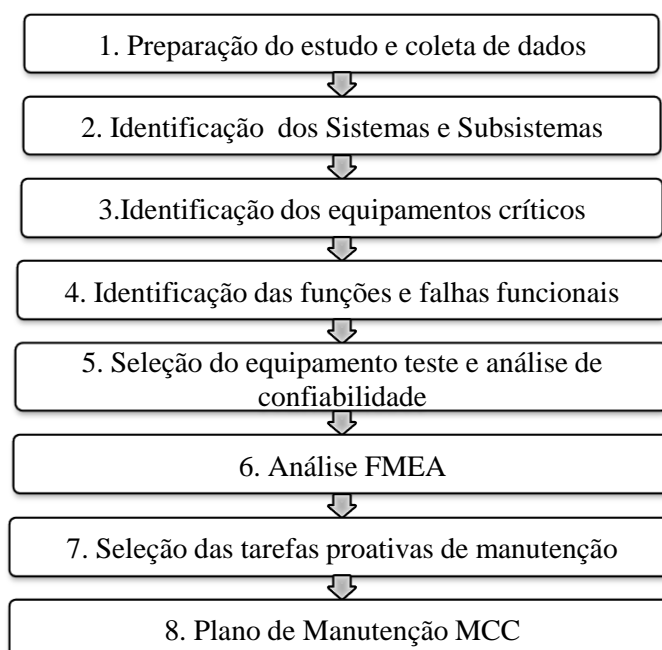 1. Preparação do estudo e coleta de dados
2. Identificação dos Sistemas e Subsistemas
3.Identificação dos equipamentos críticos
4. Identificação das funções e falhas funcionais
5. Seleção do equipamento teste e análise de
confiabilidade
6. Análise FMEA
7. Seleção das tarefas proativas de manutenção
8. Plano de Manutenção MCC